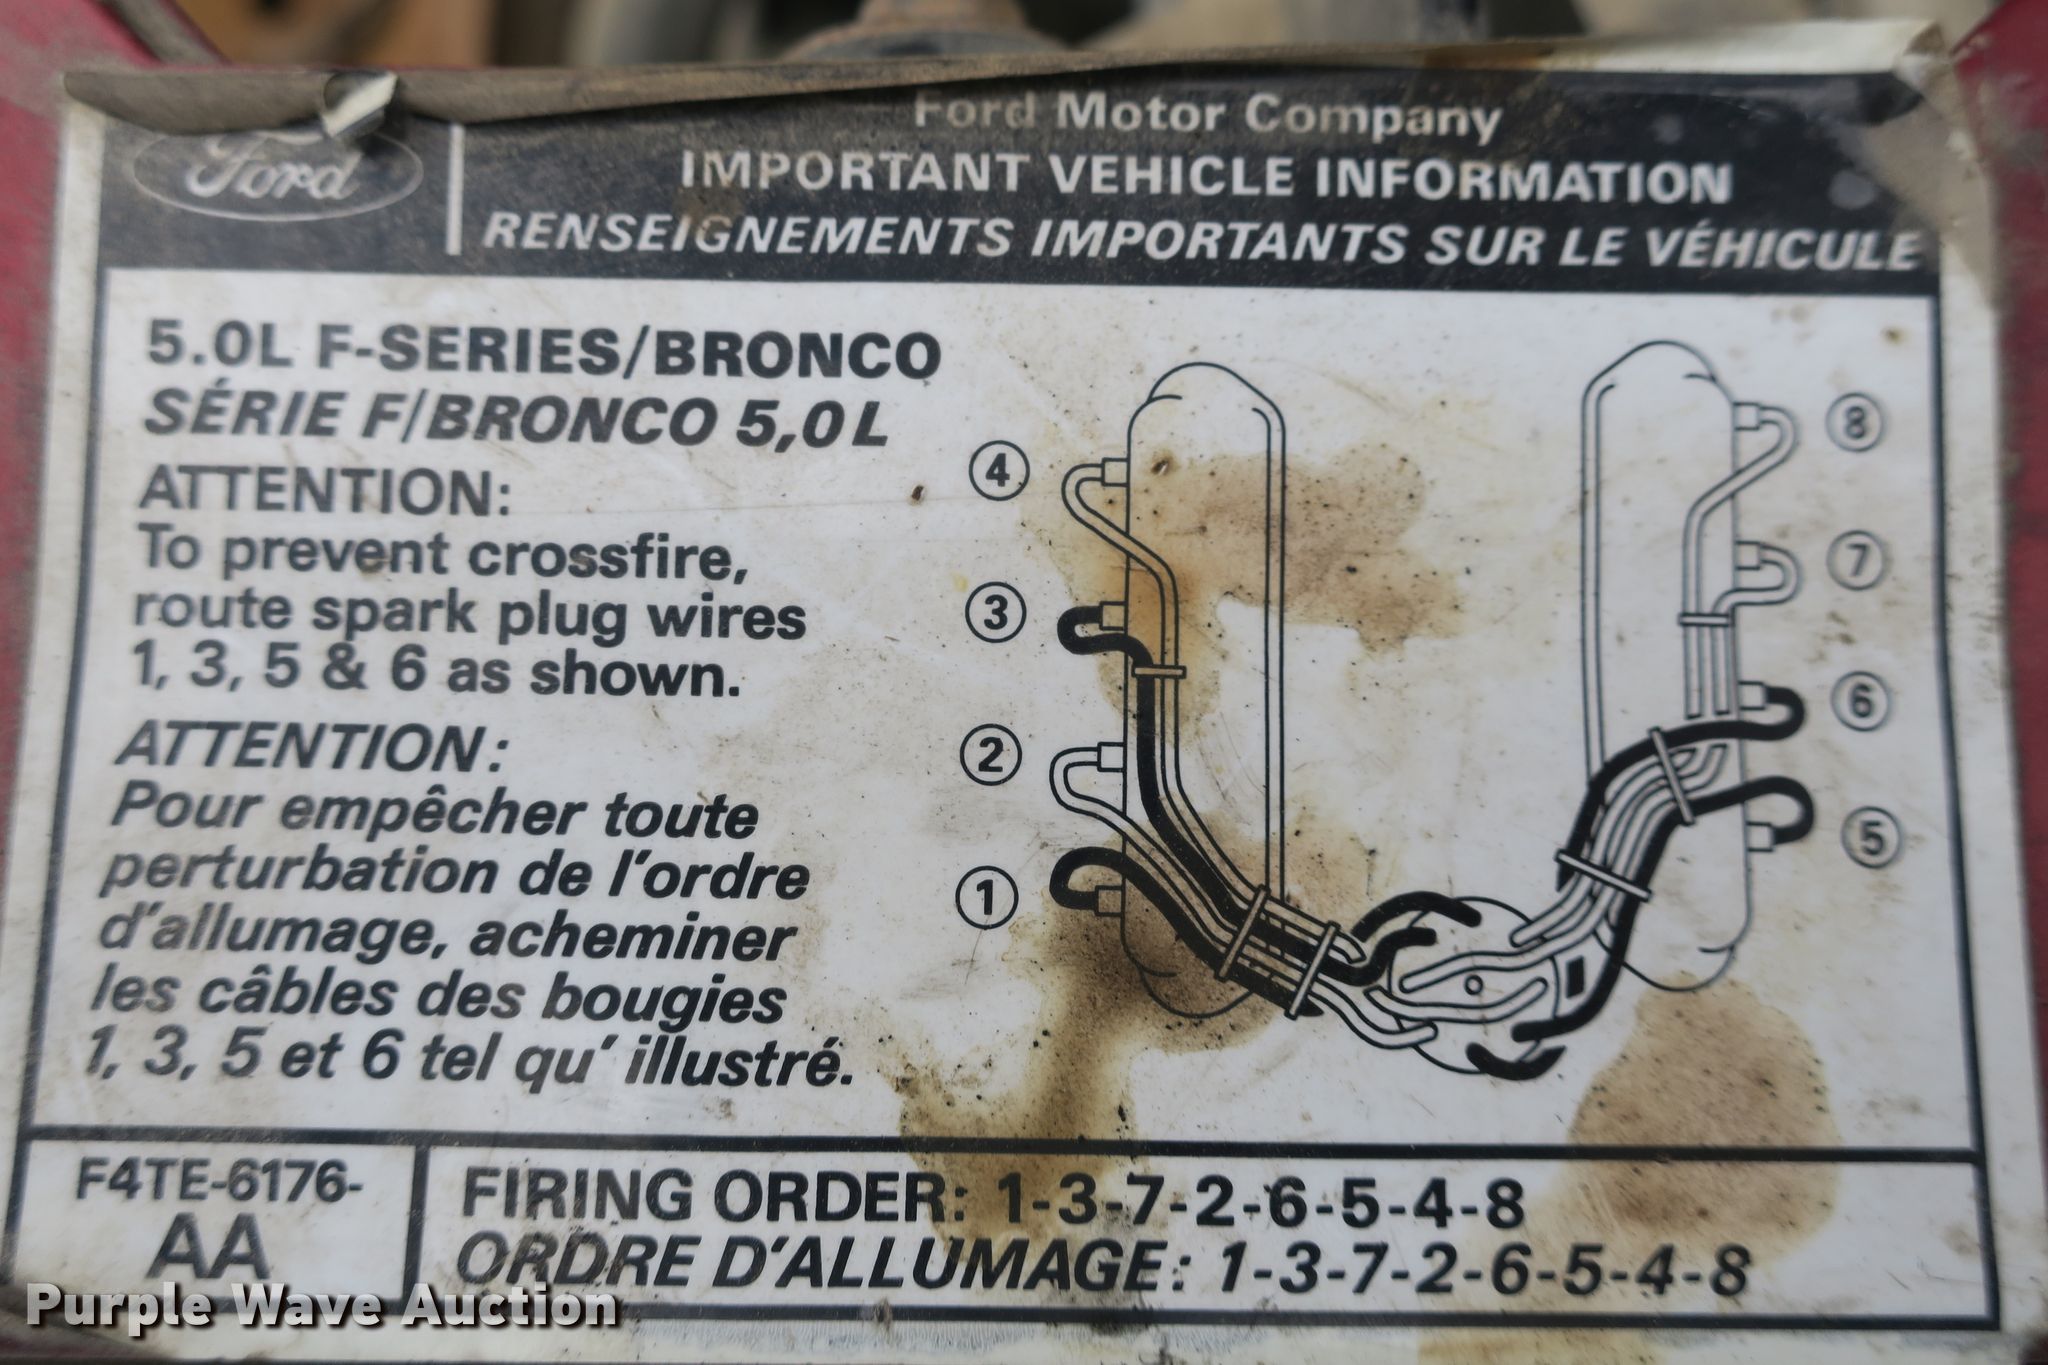 Ford
Ford Motor Company
IMPORTANT VEHICLE INFORMATION
RENSEIGNEMENTS IMPORTANTS SUR LE VÉHICULE
5.0L F-SERIES/BRONCO
SÉRIE F/BRONCO 5,0L
ATTENTION:
To prevent crossfire,
route spark plug wires
1, 3, 5 & 6 as shown.
ATTENTION:
Pour empêcher toute
perturbation de l'ordre
d'allumage, acheminer
les câbles des bougies
1, 3, 5 et 6 tel qu' illustré.
4
3
2
1
8
7
6
5
F4TE-6176-
AA
FIRING ORDER: 1-3-7-2-6-5-4-8
ORDRE D'ALLUMAGE: 1-3-7-2-6-5-4-8
Purple Wave Auction